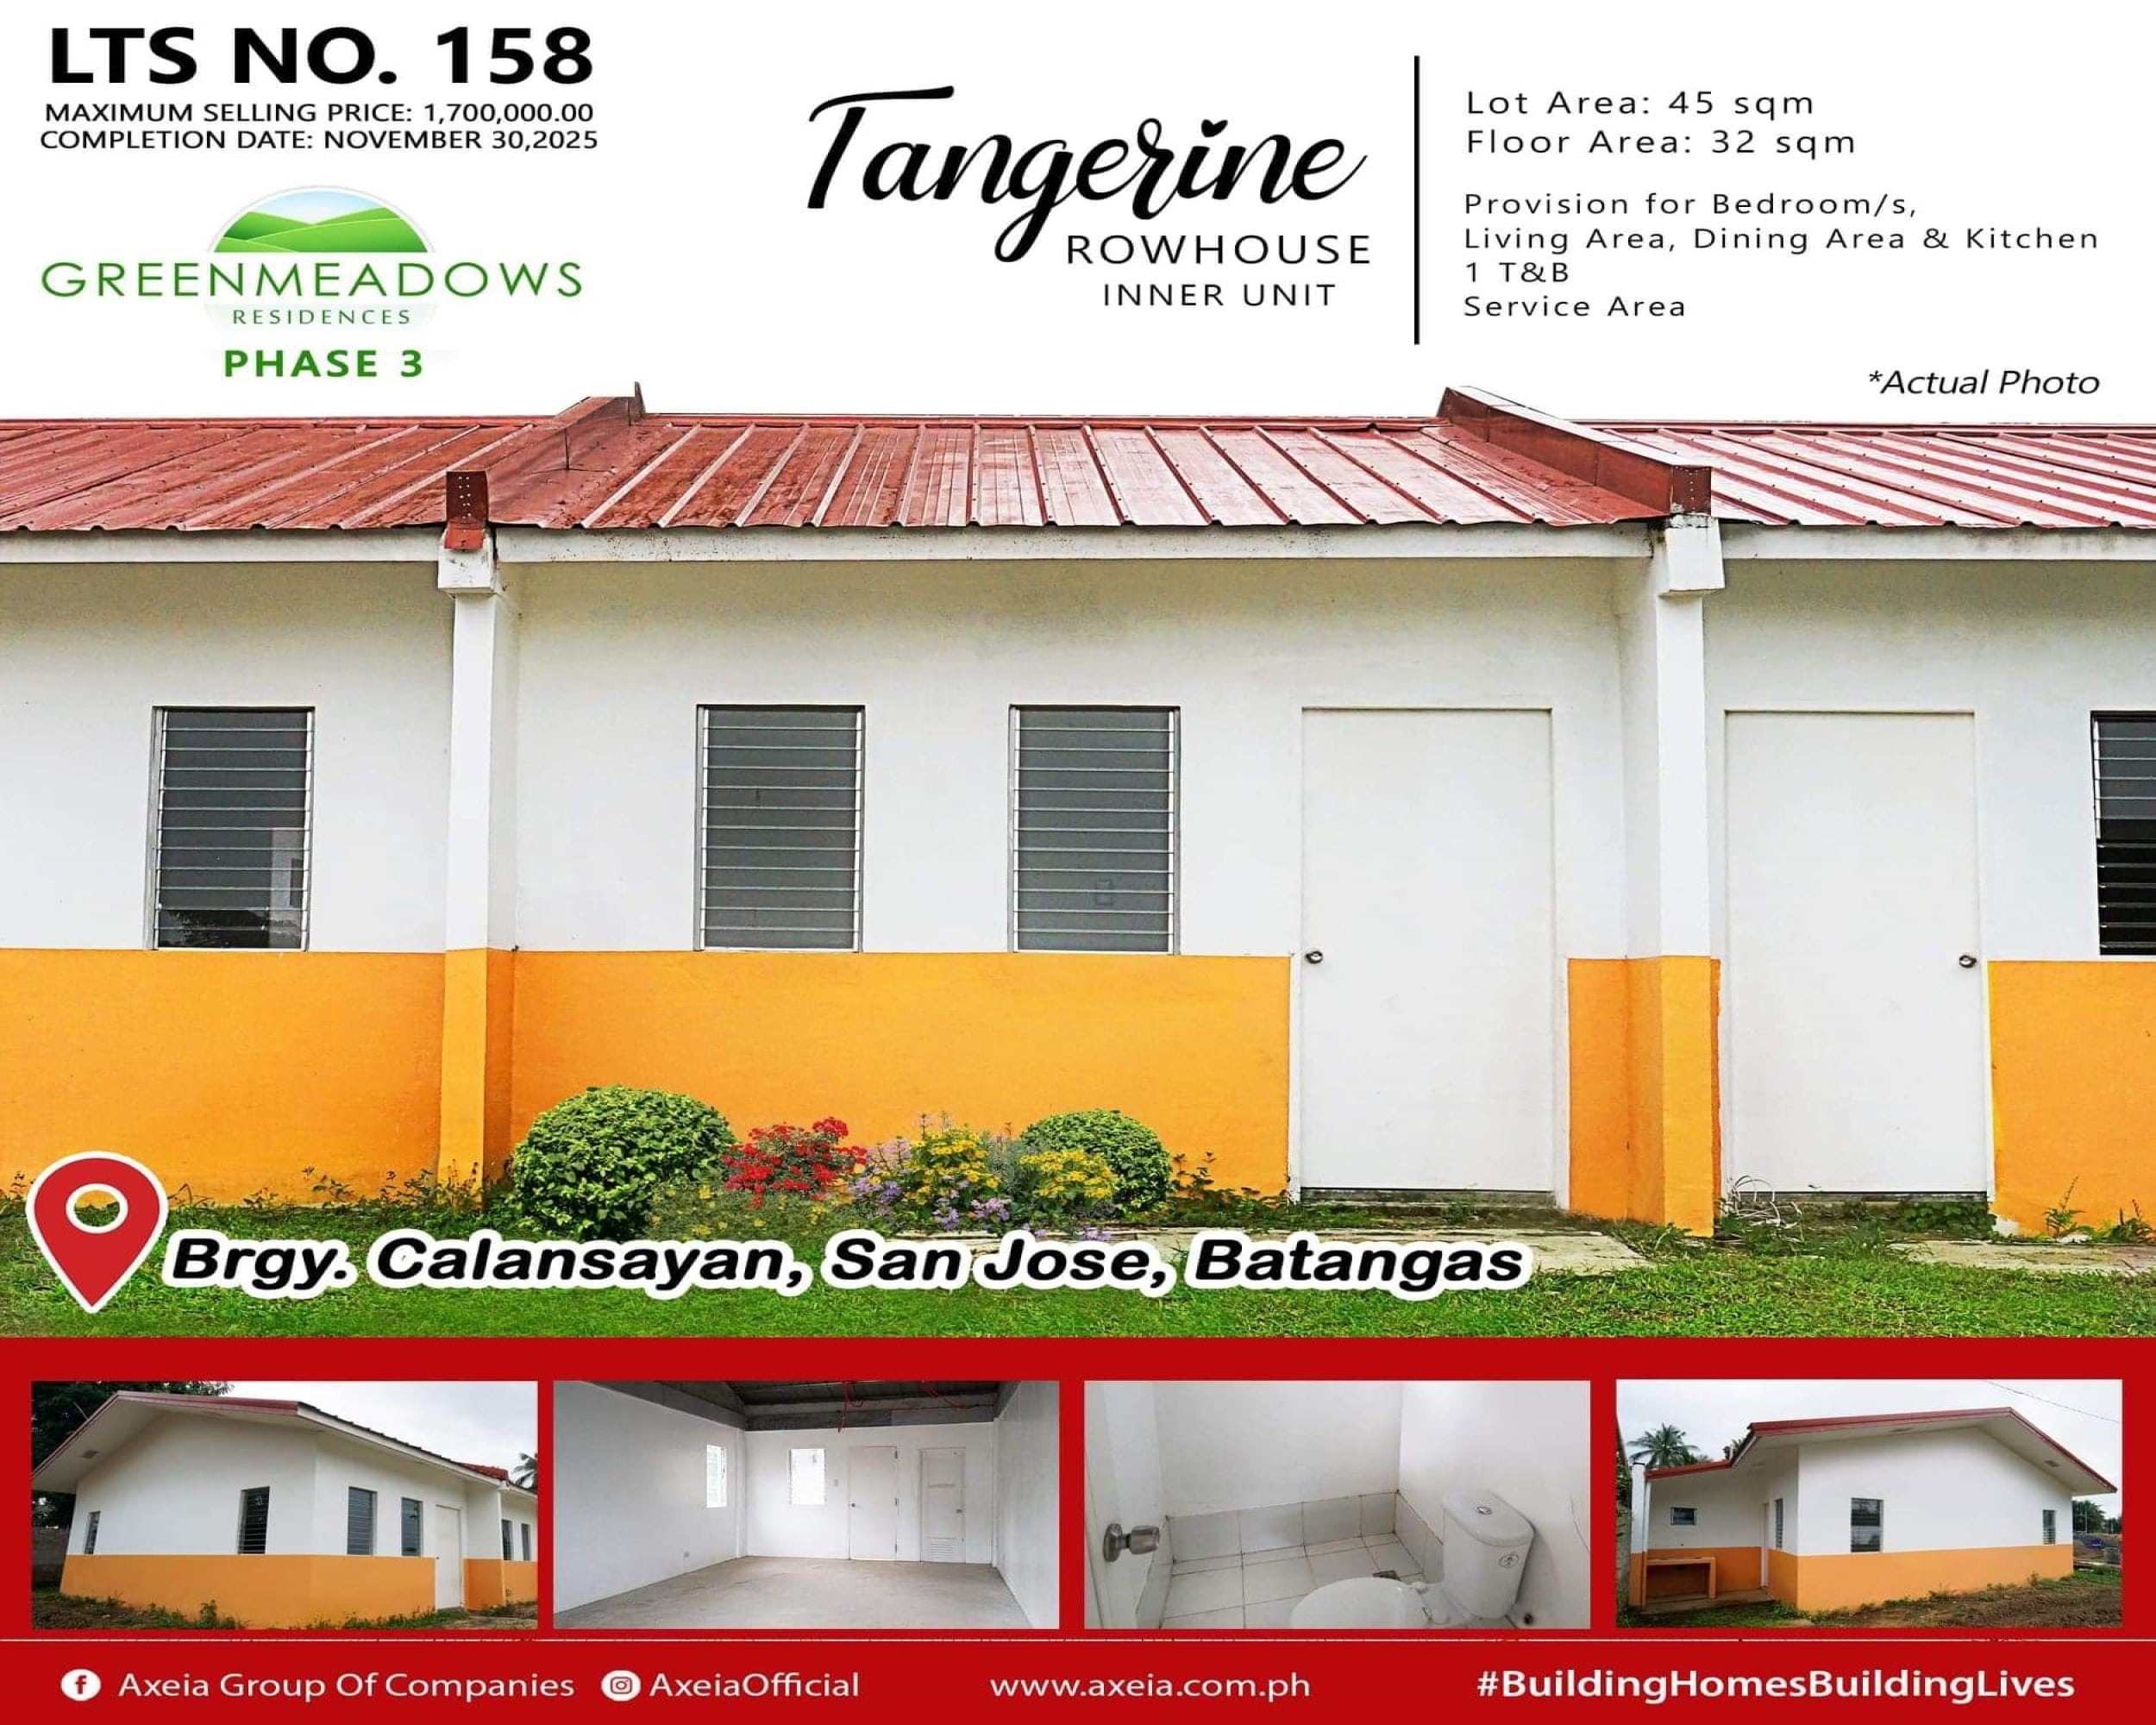 LTS NO. 158
MAXIMUM SELLING PRICE: 1,700,000.00
COMPLETION DATE: NOVEMBER 30,2025
GREENMEADOWS
RESIDENCES
PHASE 3
Tangerine
ROWHOUSE
INNER UNIT
Lot Area: 45 sqm
Floor Area: 32 sqm
Provision for Bedroom/s,
Living Area, Dining Area & Kitchen
1 T&B
Service Area
*Actual Photo
Brgy. Calansayan, San Jose, Batangas
Axeia Group Of Companies
AxeiaOfficial
www.axeia.com.ph
#BuildingHomesBuildingLives